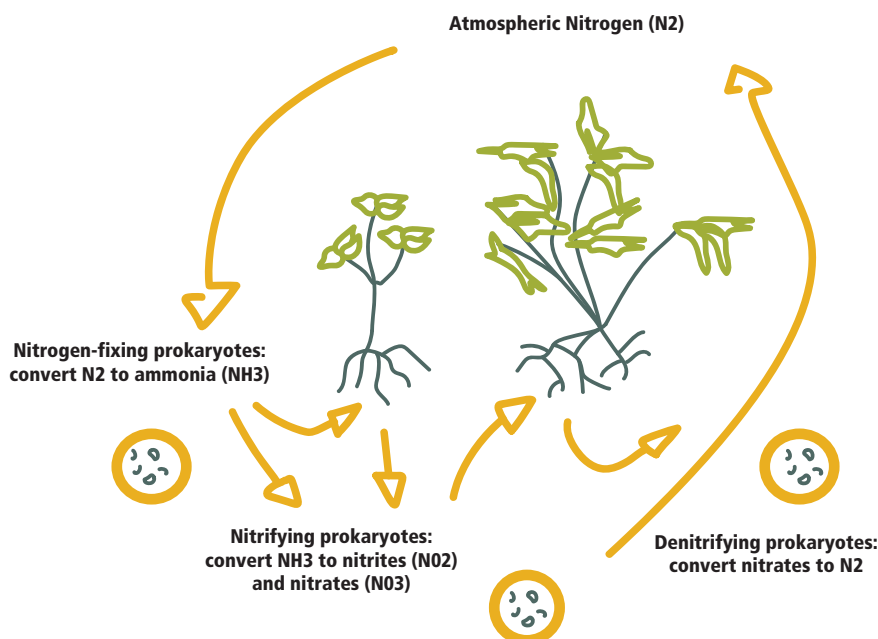 Atmospheric Nitrogen (N2)
Nitrogen-fixing prokaryotes:
convert N2 to ammonia (NH3)
Nitrifying prokaryotes:
convert NH3 to nitrites (N02)
and nitrates (N03)
Denitrifying prokaryotes:
convert nitrates to N2